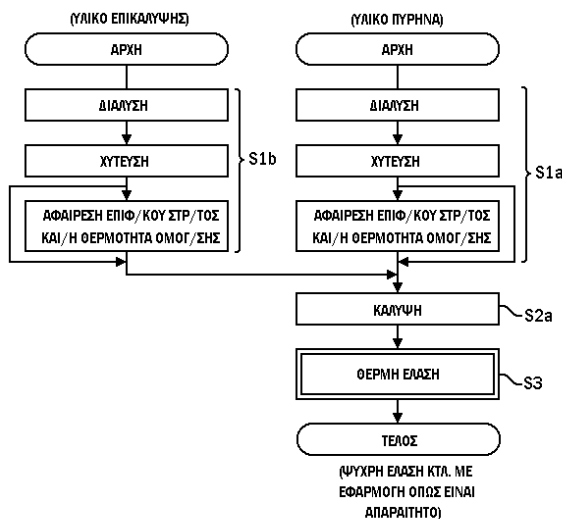 (ΥΛΙΚΟ ΕΠΙΚΑΛΥΨΗΣ)
ΑΡΧΗ
ΔΙΑΛΥΣΗ
ΧΥΤΕΥΣΗ
ΑΦΑΙΡΕΣΗ ΕΠΙΦ/ΚΟΥ ΣΤΡ/ΤΟΣ
ΚΑΙ/Η ΘΕΡΜΟΤΗΤΑ ΟΜΟΓ/ΣΗΣ
S1b
(ΥΛΙΚΟ ΠΥΡΗΝΑ)
ΑΡΧΗ
ΔΙΑΛΥΣΗ
ΧΥΤΕΥΣΗ
ΑΦΑΙΡΕΣΗ ΕΠΙΦ/ΚΟΥ ΣΤΡ/ΤΟΣ
ΚΑΙ/Η ΘΕΡΜΟΤΗΤΑ ΟΜΟΓ/ΣΗΣ
S1a
ΚΑΛΥΨΗ
S2a
ΘΕΡΜΗ ΕΛΑΣΗ
S3
ΤΕΛΟΣ
(ΨΥΧΡΗ ΕΛΑΣΗ ΚΤΛ. ΜΕ
ΕΦΑΡΜΟΓΗ ΟΠΩΣ ΕΙΝΑΙ
ΑΠΑΡΑΙΤΗΤΟ)